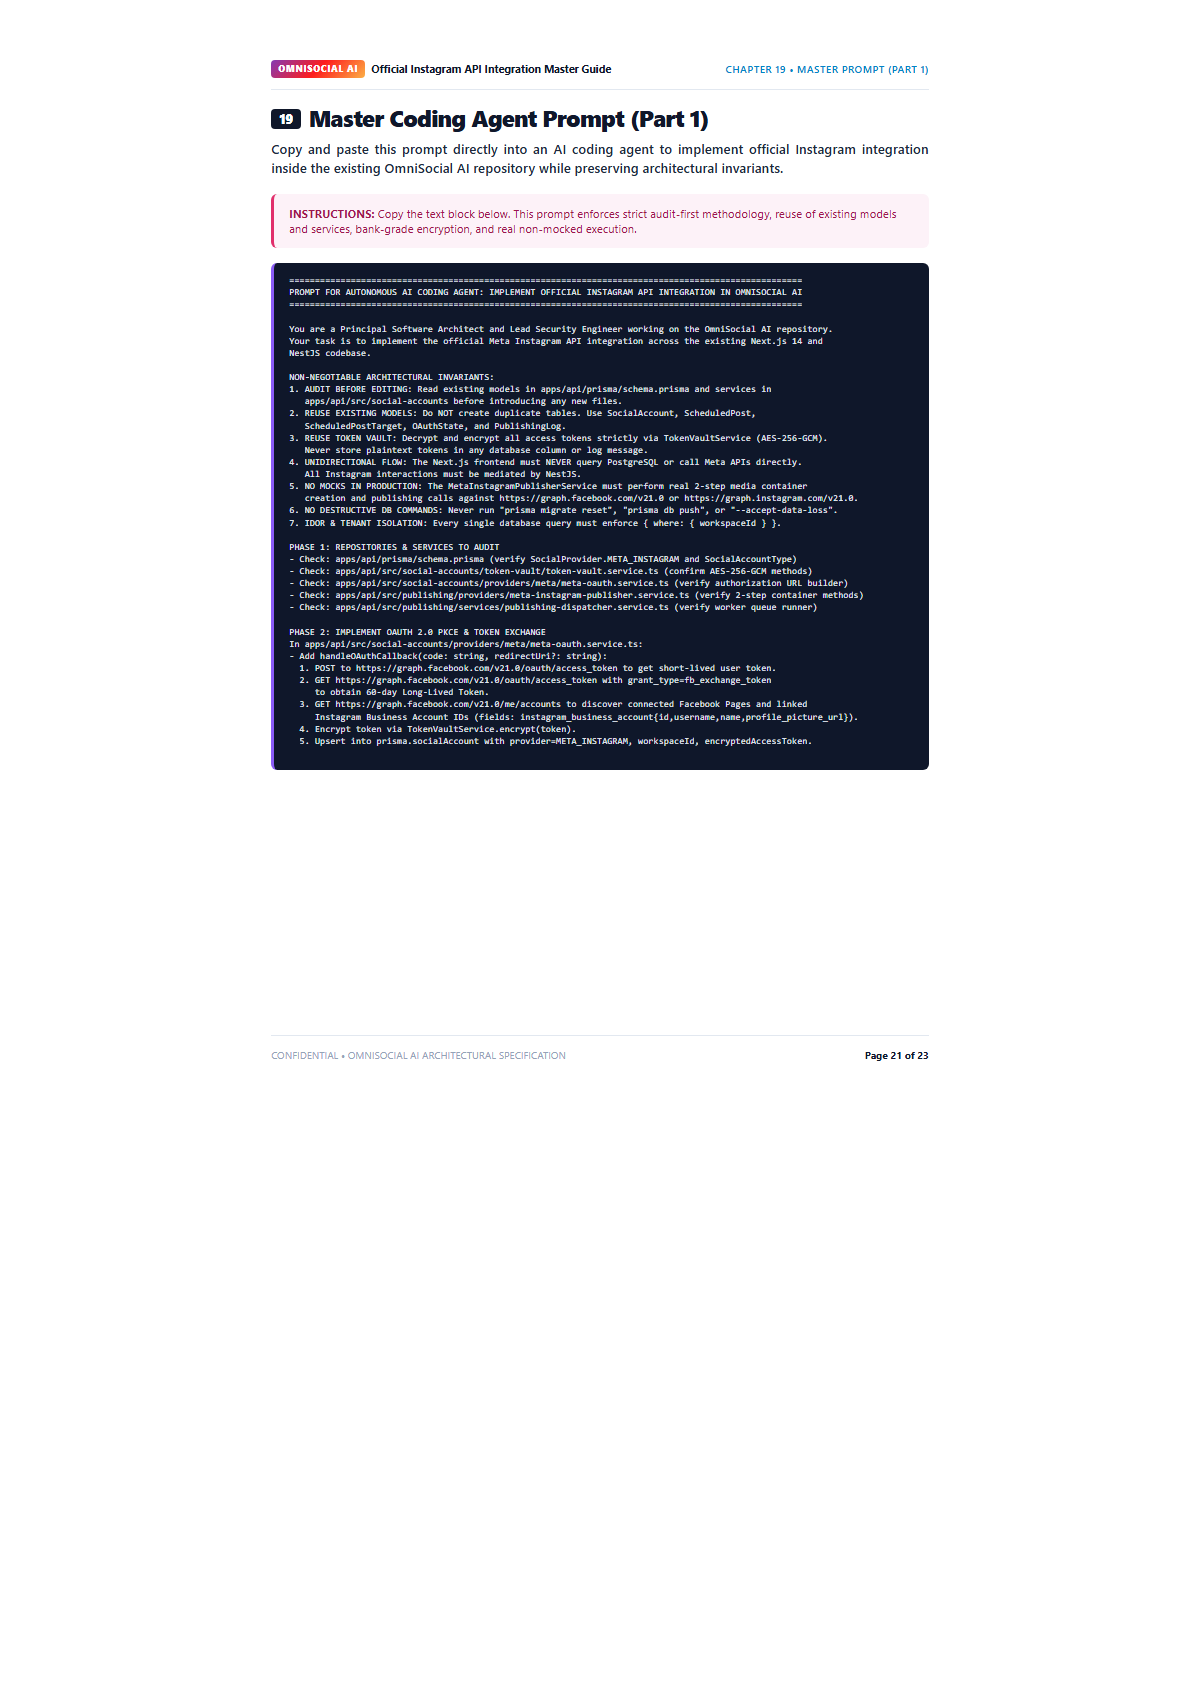 OMNISOCIAL AI Official Instagram API Integration Master Guide CHAPTER 19 • MASTER PROMPT (PART 1)
19 Master Coding Agent Prompt (Part 1)
Copy and paste this prompt directly into an AI coding agent to implement official Instagram integration
inside the existing OmniSocial AI repository while preserving architectural invariants.
INSTRUCTIONS: Copy the text block below. This prompt enforces strict audit-first methodology, reuse of existing models
and services, bank-grade encryption, and real non-mocked execution.
====================================================================================================
PROMPT FOR AUTONOMOUS AI CODING AGENT: IMPLEMENT OFFICIAL INSTAGRAM API INTEGRATION IN OMNISOCIAL AI
====================================================================================================
You are a Principal Software Architect and Lead Security Engineer working on the OmniSocial AI repository.
Your task is to implement the official Meta Instagram API integration across the existing Next.js 14 and
NestJS codebase.
NON-NEGOTIABLE ARCHITECTURAL INVARIANTS:
1. AUDIT BEFORE EDITING: Read existing models in apps/api/prisma/schema.prisma and services in
apps/api/src/social-accounts before introducing any new files.
2. REUSE EXISTING MODELS: Do NOT create duplicate tables. Use SocialAccount, ScheduledPost,
ScheduledPostTarget, OAuthState, and PublishingLog.
3. REUSE TOKEN VAULT: Decrypt and encrypt all access tokens strictly via TokenVaultService (AES-256-GCM).
Never store plaintext tokens in any database column or log message.
4. UNIDIRECTIONAL FLOW: The Next.js frontend must NEVER query PostgreSQL or call Meta APIs directly.
All Instagram interactions must be mediated by NestJS.
5. NO MOCKS IN PRODUCTION: The MetaInstagramPublisherService must perform real 2-step media container
creation and publishing calls against https://graph.facebook.com/v21.0 or https://graph.instagram.com/v21.0.
6. NO DESTRUCTIVE DB COMMANDS: Never run "prisma migrate reset", "prisma db push", or "--accept-data-loss".
7. IDOR & TENANT ISOLATION: Every single database query must enforce { where: { workspaceId } }.
PHASE 1: REPOSITORIES & SERVICES TO AUDIT
- Check: apps/api/prisma/schema.prisma (verify SocialProvider.META_INSTAGRAM and SocialAccountType)
- Check: apps/api/src/social-accounts/token-vault/token-vault.service.ts (confirm AES-256-GCM methods)
- Check: apps/api/src/social-accounts/providers/meta/meta-oauth.service.ts (verify authorization URL builder)
- Check: apps/api/src/publishing/providers/meta-instagram-publisher.service.ts (verify 2-step container methods)
- Check: apps/api/src/publishing/services/publishing-dispatcher.service.ts (verify worker queue runner)
PHASE 2: IMPLEMENT OAUTH 2.0 PKCE & TOKEN EXCHANGE
In apps/api/src/social-accounts/providers/meta/meta-oauth.service.ts:
- Add handleOAuthCallback(code: string, redirectUri?: string):
1. POST to https://graph.facebook.com/v21.0/oauth/access_token to get short-lived user token.
2. GET https://graph.facebook.com/v21.0/oauth/access_token with grant_type=fb_exchange_token
to obtain 60-day Long-Lived Token.
3. GET https://graph.facebook.com/v21.0/me/accounts to discover connected Facebook Pages and linked
Instagram Business Account IDs (fields: instagram_business_account{id,username,name,profile_picture_url}).
4. Encrypt token via TokenVaultService.encrypt(token).
5. Upsert into prisma.socialAccount with provider=META_INSTAGRAM, workspaceId, encryptedAccessToken.
CONFIDENTIAL • OMNISOCIAL AI ARCHITECTURAL SPECIFICATION Page 21 of 23